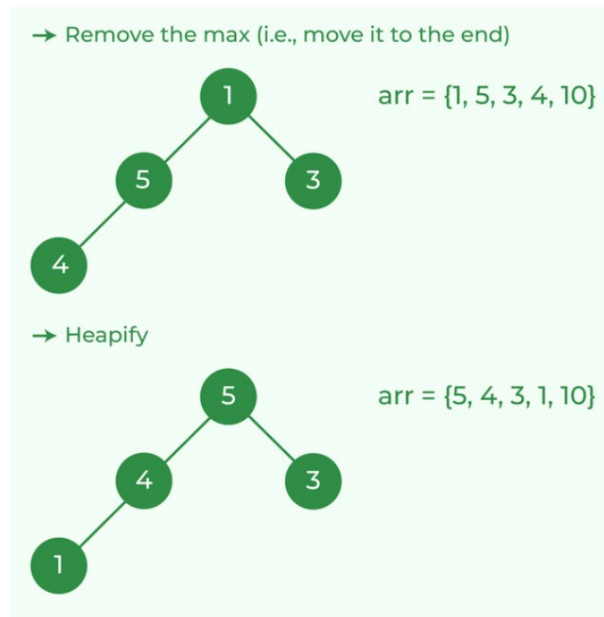 → Remove the max (i.e., move it to the end)
1
arr = {1, 5, 3, 4, 10}
5
3
4
→ Heapify
5
arr = {5, 4, 3, 1, 10}
4
3
1